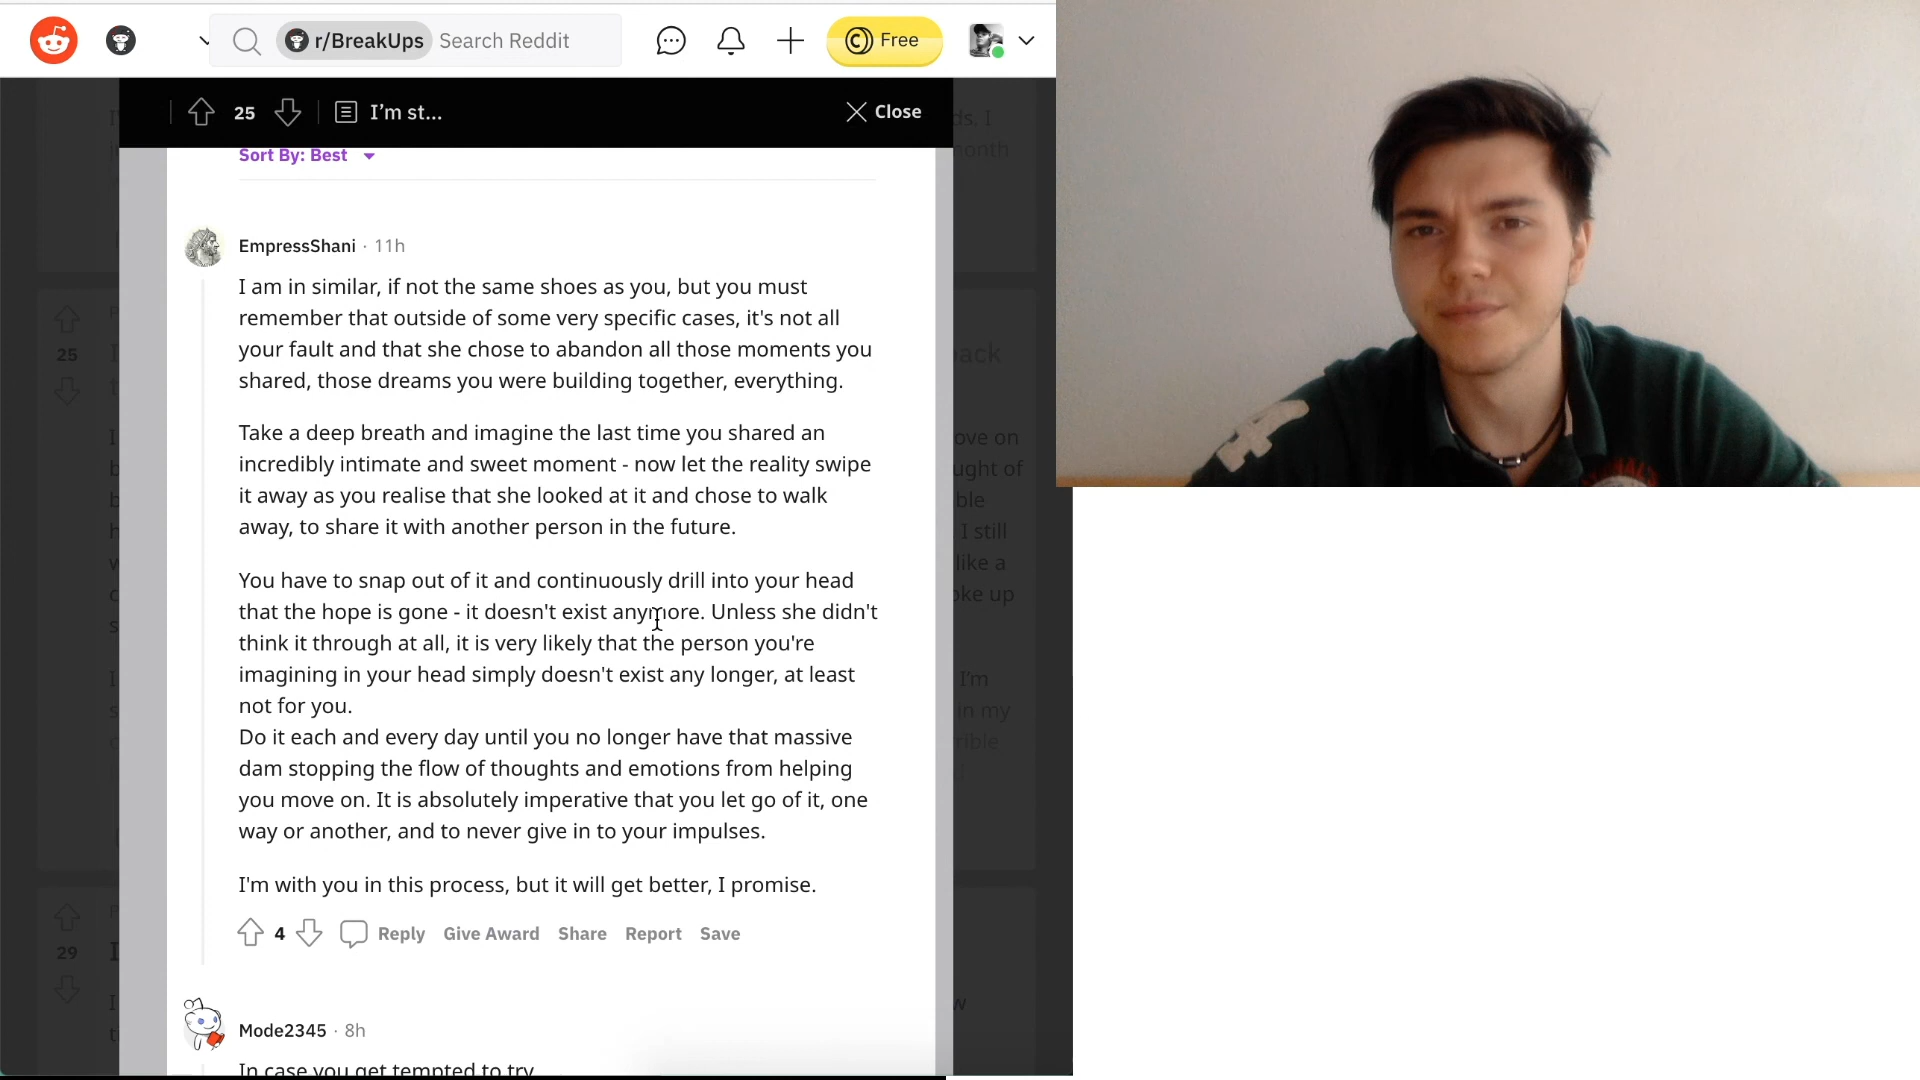 r/BreakUps Search Reddit
Free
25
I'm st...
Close
Sort By: Best
EmpressShani · 11h
I am in similar, if not the same shoes as you, but you must
remember that outside of some very specific cases, it's not all
your fault and that she chose to abandon all those moments you
shared, those dreams you were building together, everything.
Take a deep breath and imagine the last time you shared an
incredibly intimate and sweet moment - now let the reality swipe
it away as you realise that she looked at it and chose to walk
away, to share it with another person in the future.
You have to snap out of it and continuously drill into your head
that the hope is gone - it doesn't exist anymore. Unless she didn't
think it through at all, it is very likely that the person you're
imagining in your head simply doesn't exist any longer, at least
not for you.
Do it each and every day until you no longer have that massive
dam stopping the flow of thoughts and emotions from helping
you move on. It is absolutely imperative that you let go of it, one
way or another, and to never give in to your impulses.
I'm with you in this process, but it will get better, I promise.
4
Reply Give Award Share Report Save
Mode2345 · 8h
In case you get tempted to try
25
29
month
ove on
ught of
I still
like a
oke up
I'm
in my